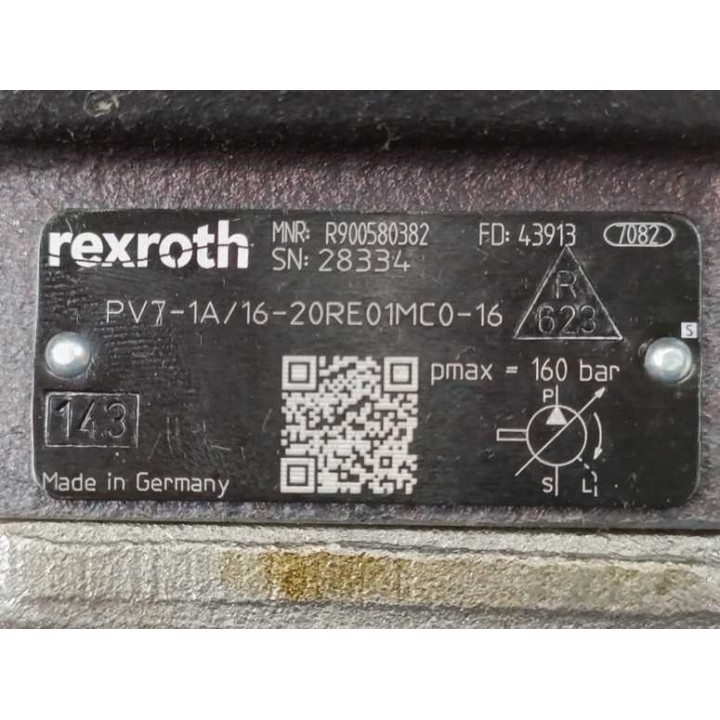 rexroth
MNR: R900580382 FD: 43913 7082
SN: 28334
PV7-1A/16-20RE01MC0-16
R
623
S
pmax = 160 bar
143
P
S L
Made in Germany